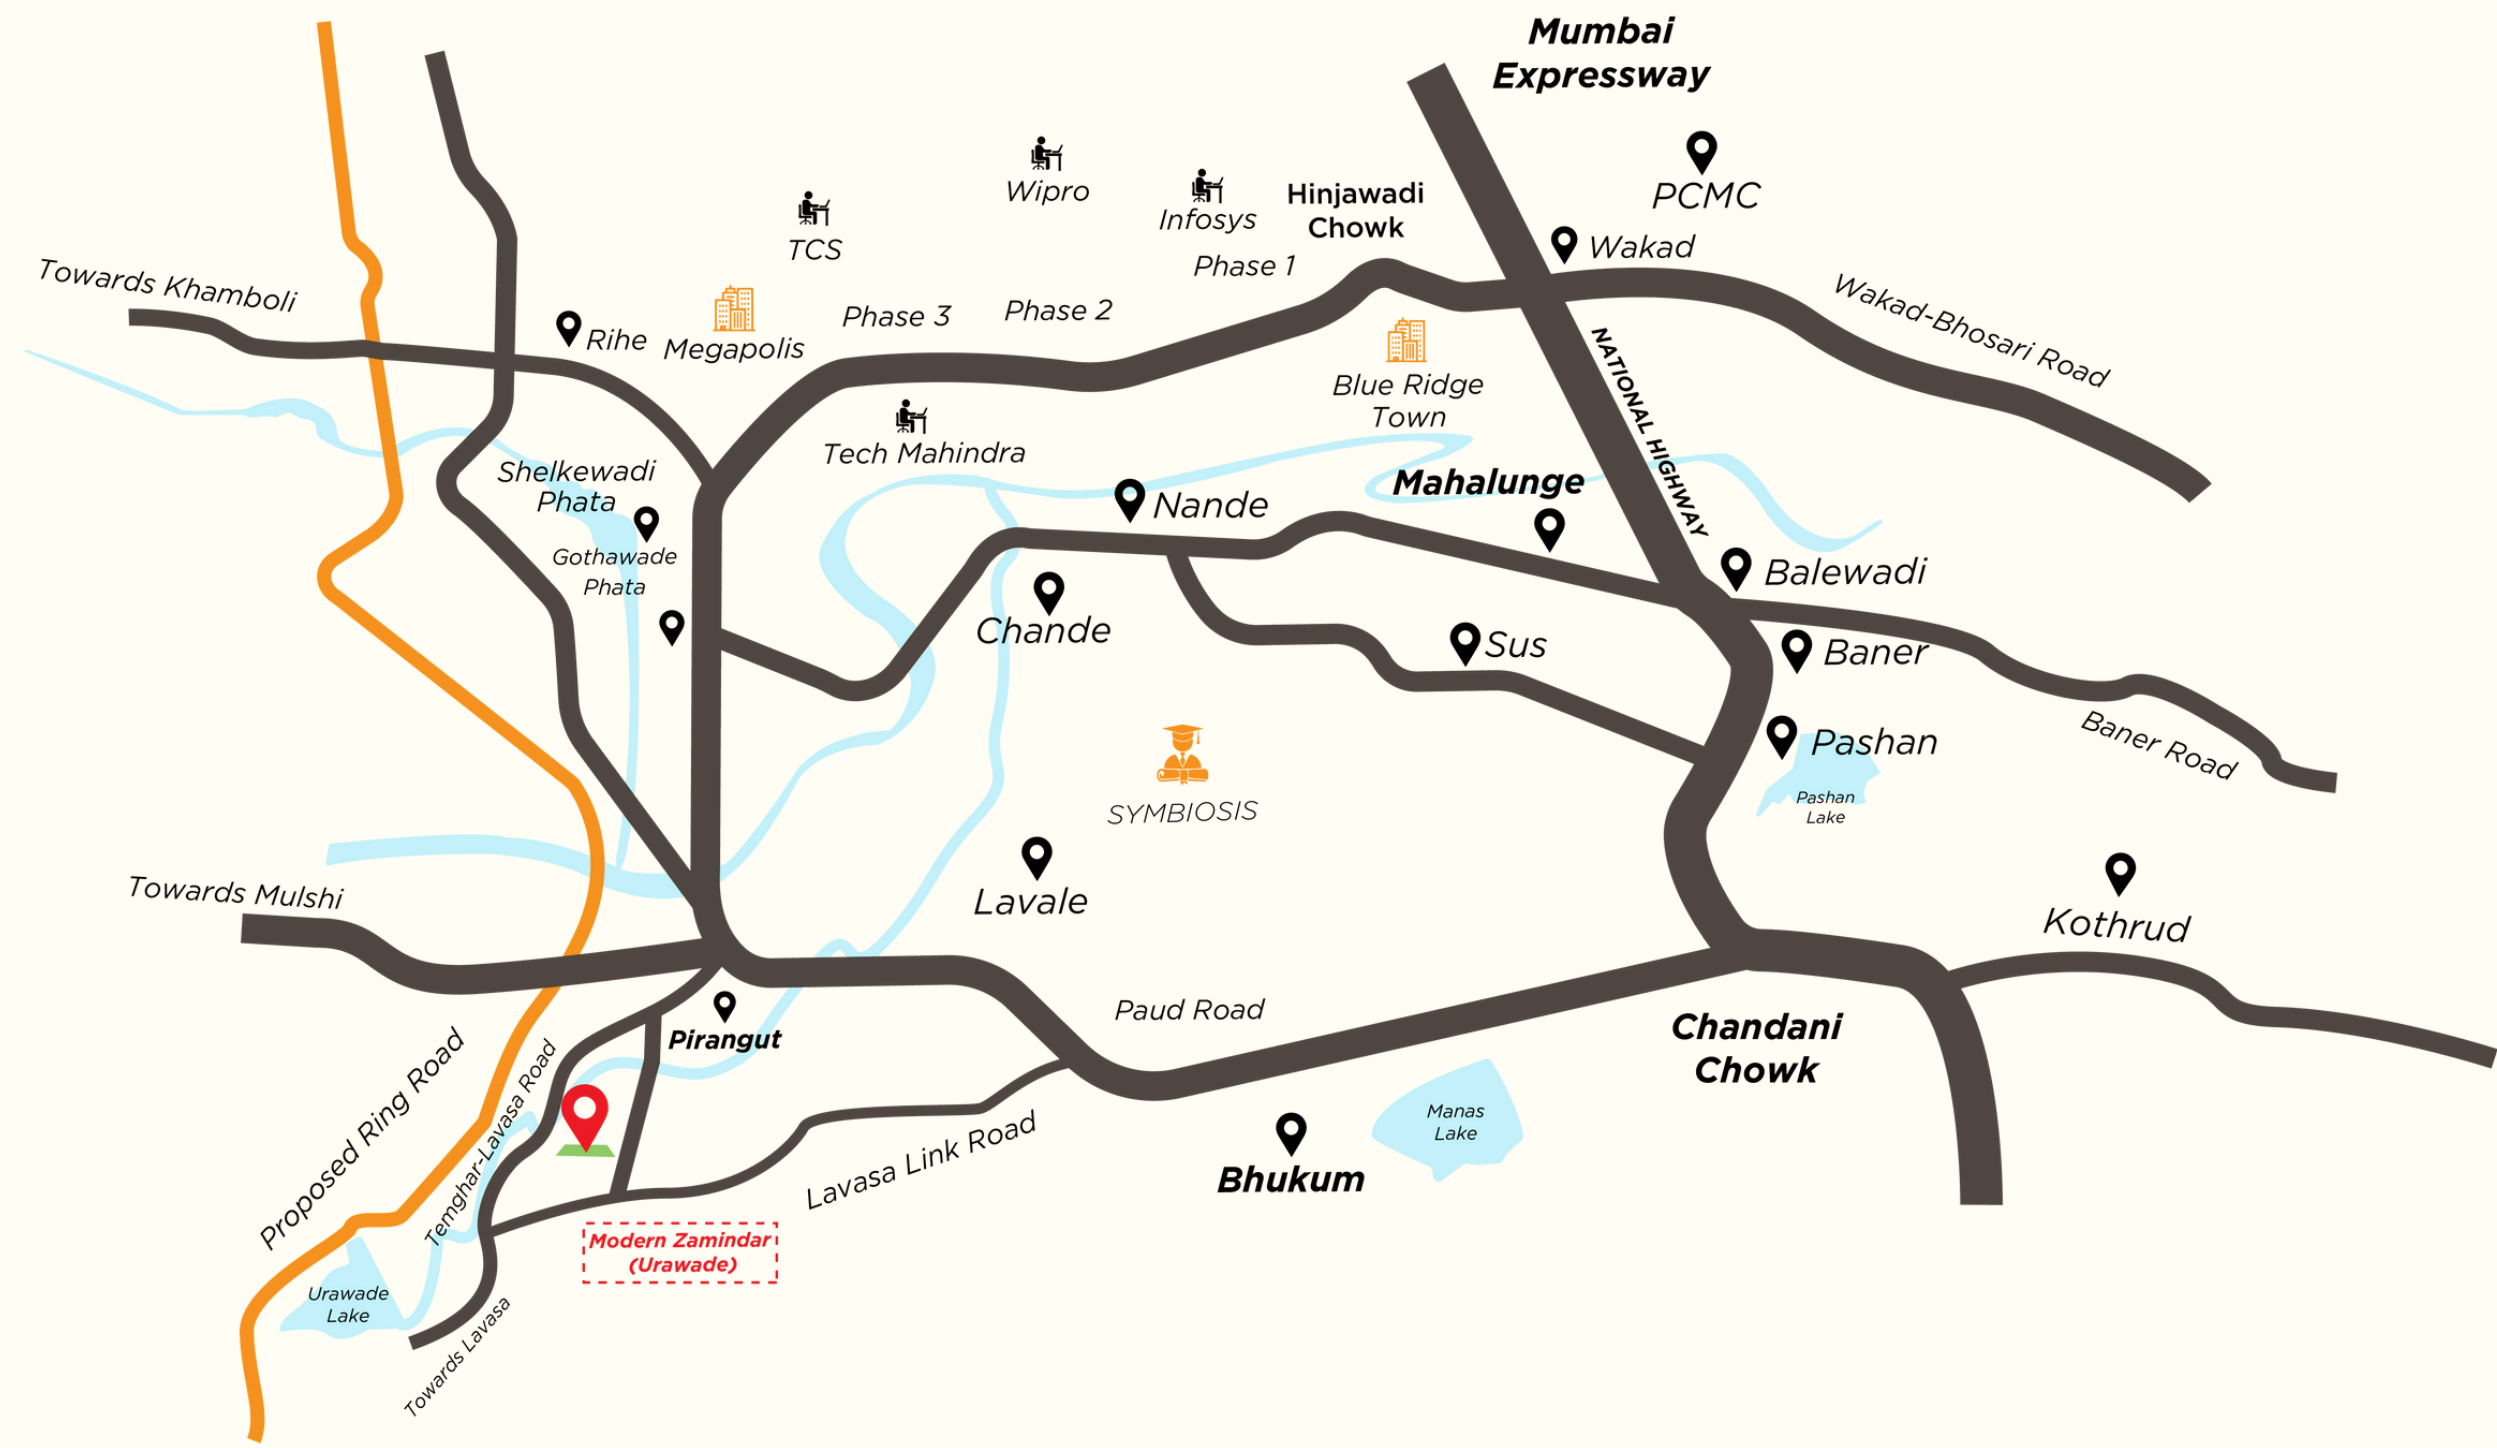 Mumbai
Expressway
PCMC
Wipro
Infosys
Hinjawadi
Chowk
TCS
Wakad
Phase 1
Towards Khamboli
Wakad-Bhosari Road
Phase 3
Phase 2
Rihe
Megapolis
NATIONAL HIGHWAY
Blue Ridge
Town
Tech Mahindra
Shelkewadi
Phata
Mahalunge
Nande
Gothawade
Phata
Balewadi
Chande
Sus
Baner
Baner Road
Pashan
Pashan
Lake
SYMBIOSIS
Towards Mulshi
Lavale
Kothrud
Paud Road
Pirangut
Chandani
Chowk
Proposed Ring Road
Temghar-Lavasa Road
Manas
Lake
Lavasa Link Road
Bhukum
Modern Zamindar
(Urawade)
Urawade
Lake
Towards Lavasa